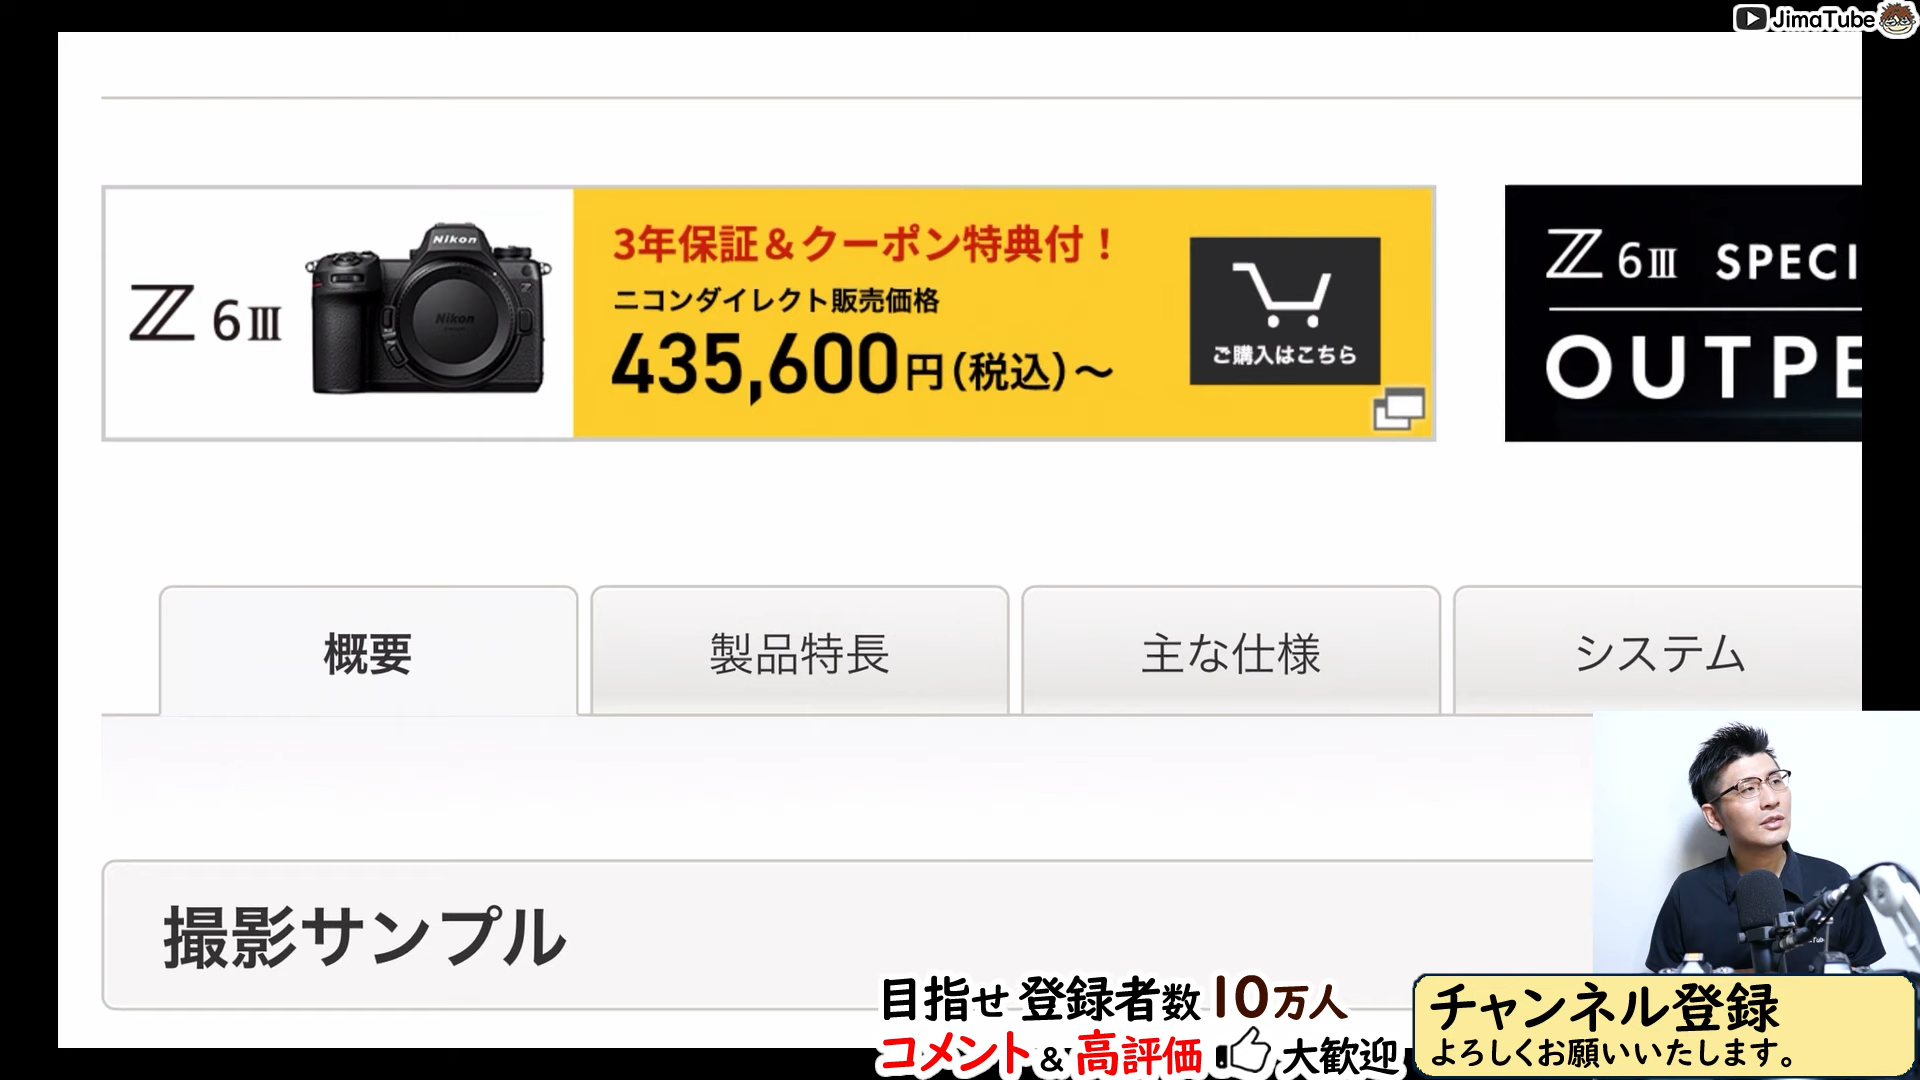 JimaTube
Z6III
Nikon
Nikon
3年保証&クーポン特典付!
ニコンダイレクト販売価格
435,600円(税込)~
ご購入はこちら
Z6III SPECI
OUTPE
概要
製品特長
主な仕様
システム
撮影サンプル
目指せ 登録者数10万人
コメント&高評価 大歓迎
チャンネル登録
よろしくお願いいたします。